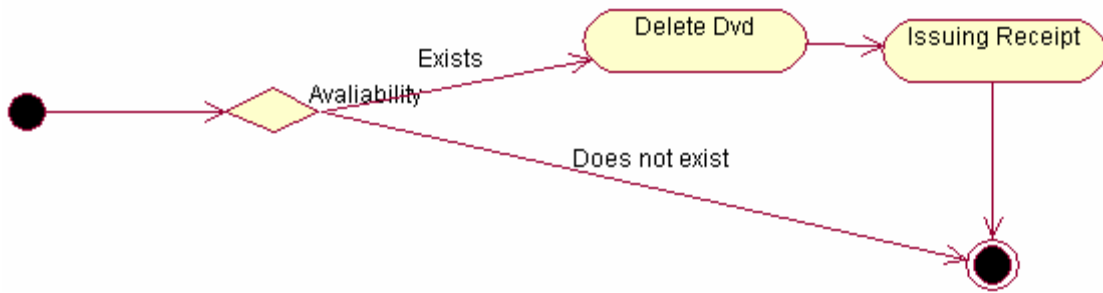 Delete Dvd
Issuing Receipt
Exists
Avaliability
Does not exist